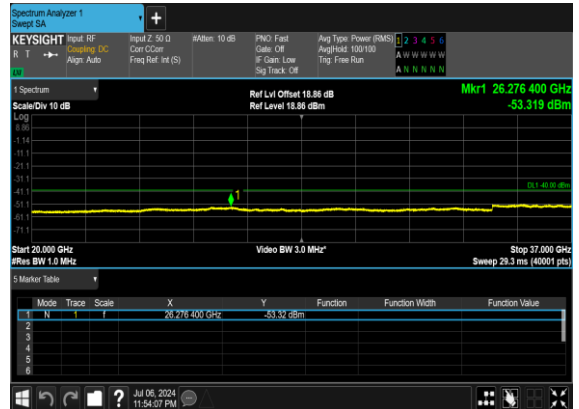 Spectrum Analyzer 1
Swept SA
+
KEYSIGHT Input: RF Input Z: 50 Ω #Atten: 10 dB PNO: Fast Avg Type: Power (RMS) 1 2 3 4 5 6
R T Coupling: DC Corr CCorr Gate: Off Avg|Hold: 100/100 A W W W W W
Align: Auto Freq Ref: Int (S) IF Gain: Low Trig: Free Run
Sig Track: Off A N N N N N
1 Spectrum
Ref Lvl Offset 18.86 dB Mkr1 26.276 400 GHz
Scale/Div 10 dB Ref Level 18.86 dBm -53.319 dBm
Log
8.86
-1.14
-11.1
-21.1
-31.1
-41.1
-51.1
-61.1
-71.1
DL1 -40.00 dBm
1
Start 20.000 GHz Video BW 3.0 MHz* Stop 37.000 GHz
#Res BW 1.0 MHz Sweep 29.3 ms (40001 pts)
5 Marker Table
Mode Trace Scale X Y Function Function Width Function Value
1 N 1 f 26.276 400 GHz -53.32 dBm
2
3
4
5
6
?
Jul 06, 2024
11:54:07 PM